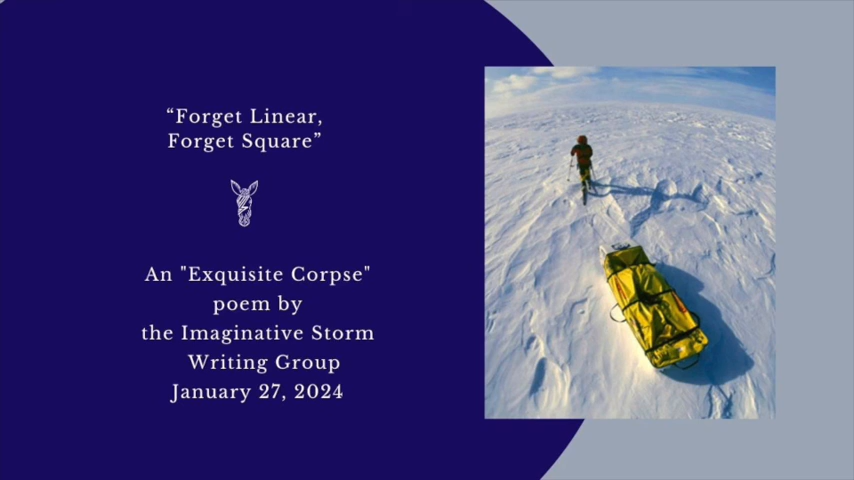 “Forget Linear,
Forget Square”
An "Exquisite Corpse"
poem by
the Imaginative Storm
Writing Group
January 27, 2024